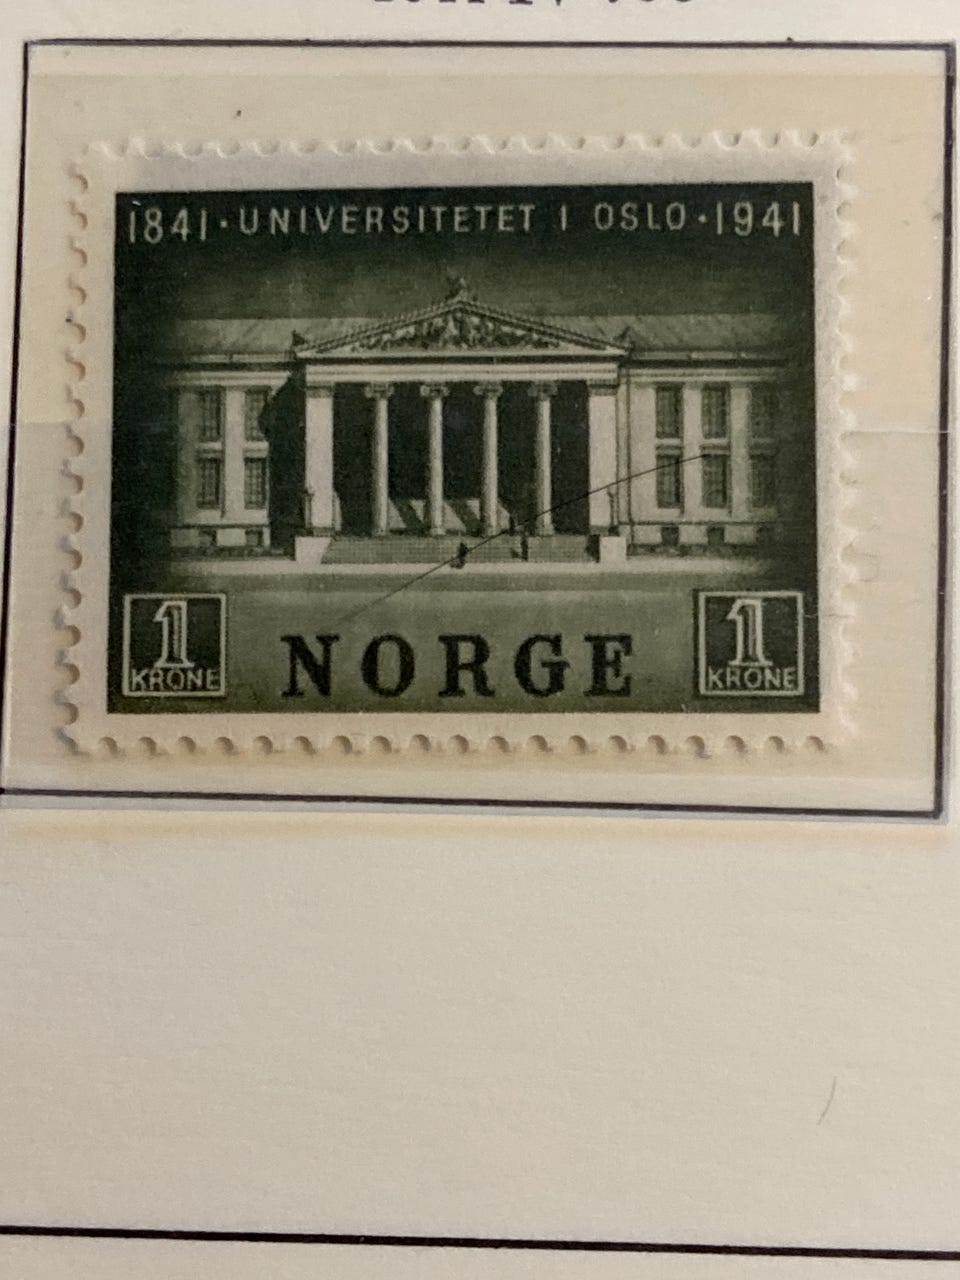 1841 · UNIVERSITETET I OSLO · 1941
1
KRONE
NORGE
1
KRONE